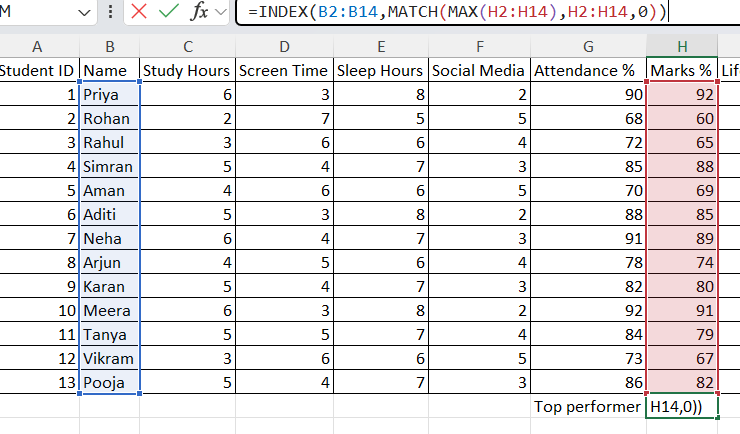 M fx =INDEX(B2:B14,MATCH(MAX(H2:H14),H2:H14,0))
A B C D E F G H
Student ID Name Study Hours Screen Time Sleep Hours Social Media Attendance % Marks % Lif
1 Priya 6 3 8 2 90 92
2 Rohan 2 7 5 5 68 60
3 Rahul 3 6 6 4 72 65
4 Simran 5 4 7 3 85 88
5 Aman 4 6 6 5 70 69
6 Aditi 5 3 8 2 88 85
7 Neha 6 4 7 3 91 89
8 Arjun 4 5 6 4 78 74
9 Karan 5 4 7 3 82 80
10 Meera 6 3 8 2 92 91
11 Tanya 5 5 7 4 84 79
12 Vikram 3 6 6 5 73 67
13 Pooja 5 4 7 3 86 82
Top performer H14,0))